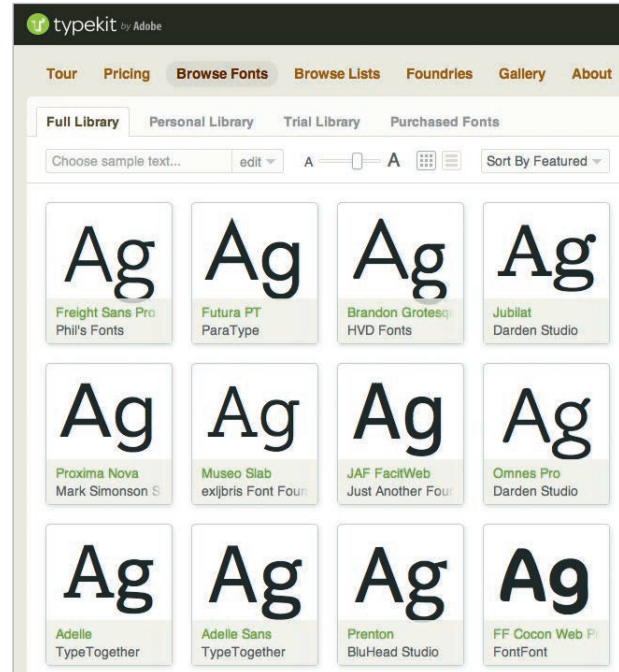 typekit by Adobe
Tour Pricing Browse Fonts Browse Lists Foundries Gallery About
Full Library Personal Library Trial Library Purchased Fonts
Choose sample text... edit A A Sort By Featured
Ag Ag Ag Ag
Freight Sans Pro Futura PT Brandon Grotesq Jubilat
Phil's Fonts ParaType HVD Fonts Darden Studio
Ag Ag Ag Ag
Proxima Nova Museo Slab JAF FacitWeb Omnes Pro
Mark Simonson S exljbris Font Foun Just Another Four Darden Studio
Ag Ag Ag Ag
Adelle Adelle Sans Prenton FF Cocon Web P
TypeTogether TypeTogether BluHead Studio FontFont